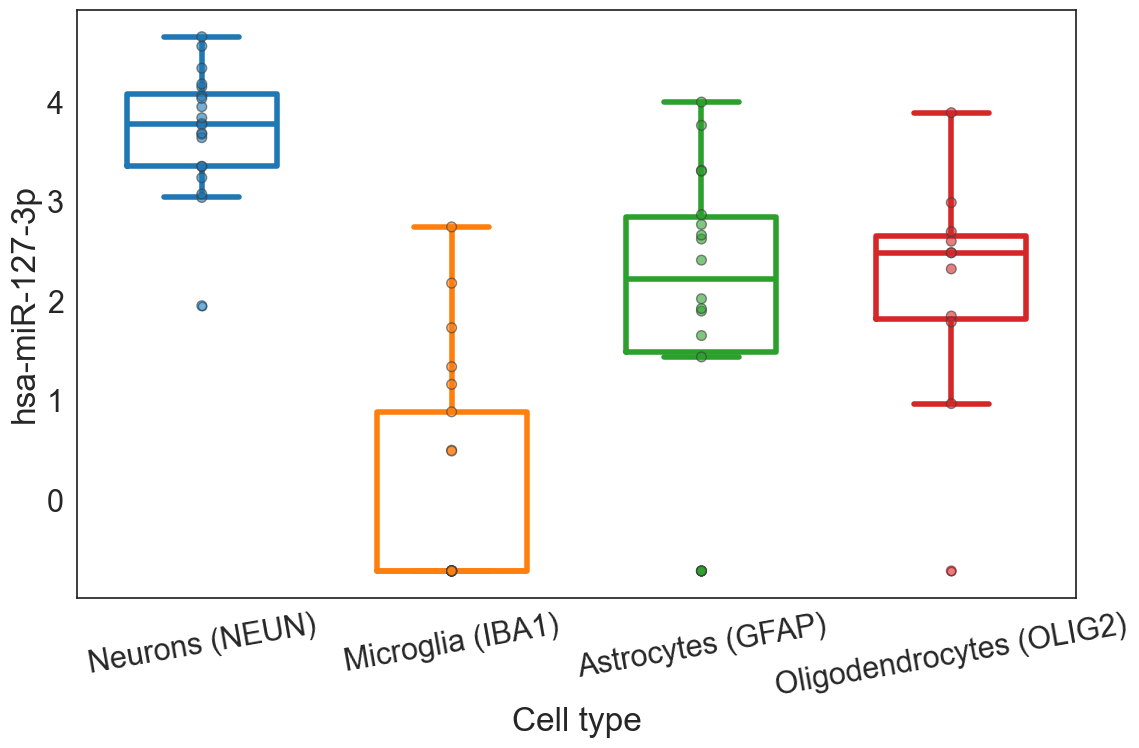 hsa-miR-127-3p
4
3
2
1
0
Neurons (NEUN)
Microglia (IBA1)
Astrocytes (GFAP)
Oligodendrocytes (OLIG2)
Cell type